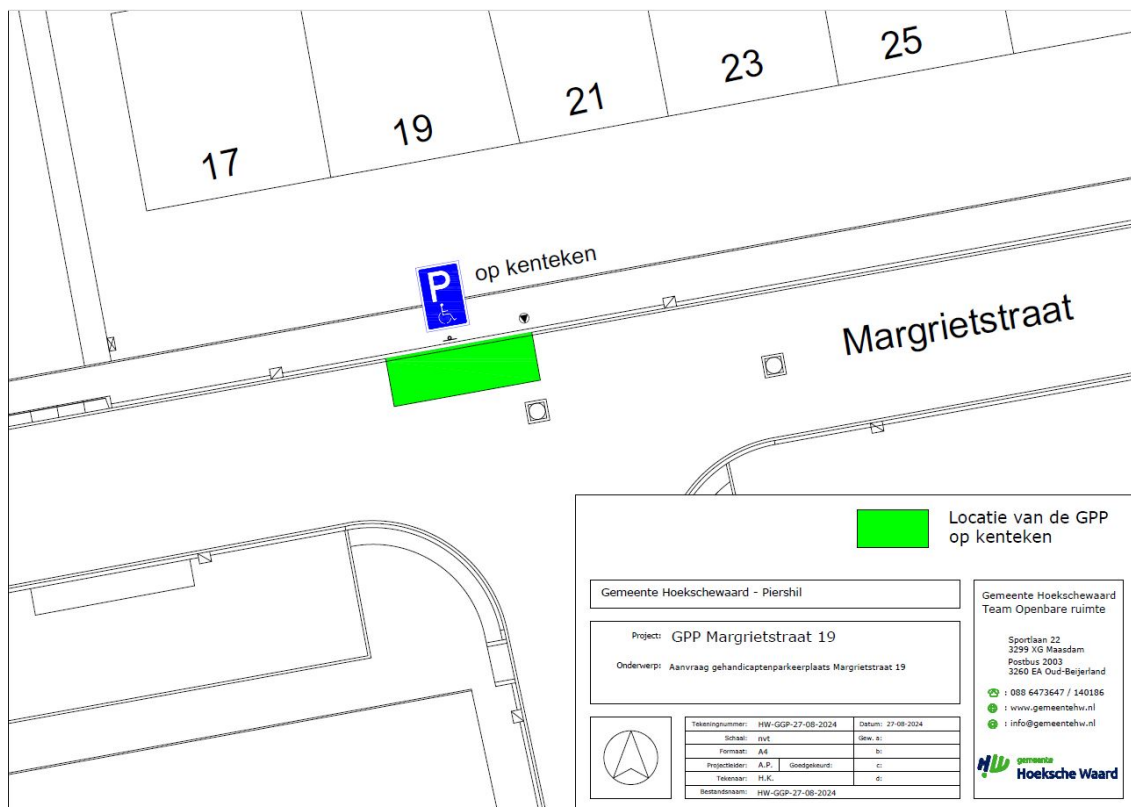 17
19
21
23
25
P
op kenteken
Margrietstraat
Locatie van de GPP
op kenteken
Gemeente Hoekschewaard - Piershil
Project: GPP Margrietstraat 19
Onderwerp: Aanvraag gehandicaptenparkeerplaats Margrietstraat 19
Tekeningnummer: HW-GGP-27-08-2024 Datum: 27-08-2024
Schaal: nvt Gew. a:
Formaat: A4 b:
Projectleider: A.P. Goedgekeurd: c:
Tekenaar: H.K. d:
Bestandsnaam: HW-GGP-27-08-2024
Gemeente Hoekschewaard
Team Openbare ruimte
Sportlaan 22
3299 XG Maasdam
Postbus 2003
3260 EA Oud-Beijerland
: 088 6473647 / 140186
: www.gemeentehw.nl
: info@gemeentehw.nl
gemeente
Hoeksche Waard